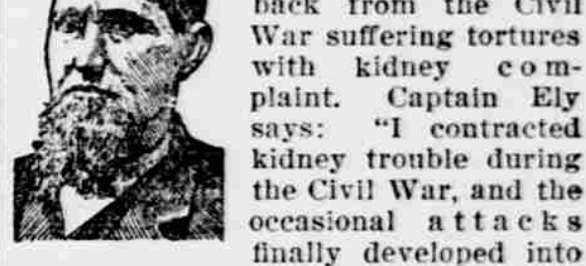 back from the Civil
War suffering tortures
with kidney com-
plaint. Captain Ely
says: "I contracted
kidney trouble during
the Civil War, and the
occasional attacks
finally developed into